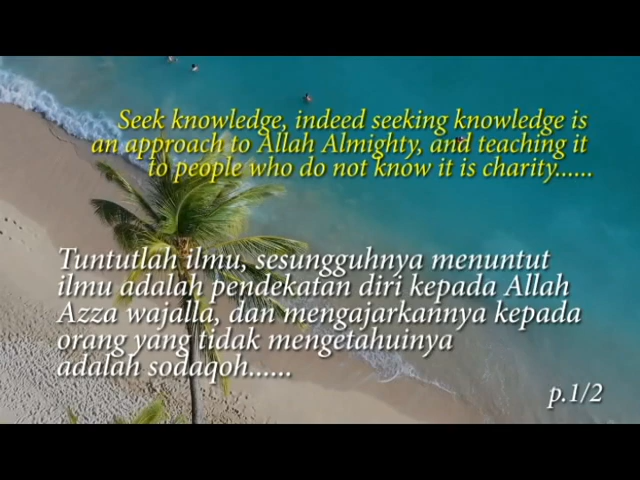 Seek knowledge, indeed seeking knowledge is
an approach to Allah Almighty, and teaching it
to people who do not know it is charity......
Tuntutlah ilmu, sesungguhnya menuntut
ilmu adalah pendekatan diri kepada Allah
Azza wajalla, dan mengajarkannya kepada
orang yang tidak mengetahuinya
adalah sodaqoh......
p.1/2